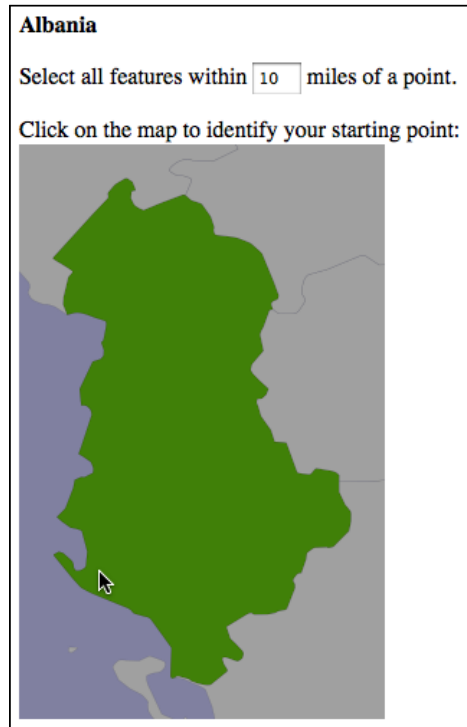 Albania
Select all features within 10 miles of a point.
Click on the map to identify your starting point: